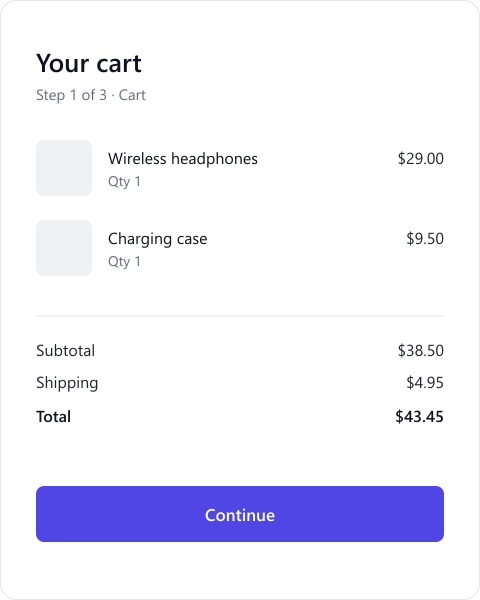 Your cart
Step 1 of 3 · Cart
Wireless headphones $29.00
Qty 1
Charging case $9.50
Qty 1
Subtotal $38.50
Shipping $4.95
Total $43.45
Continue